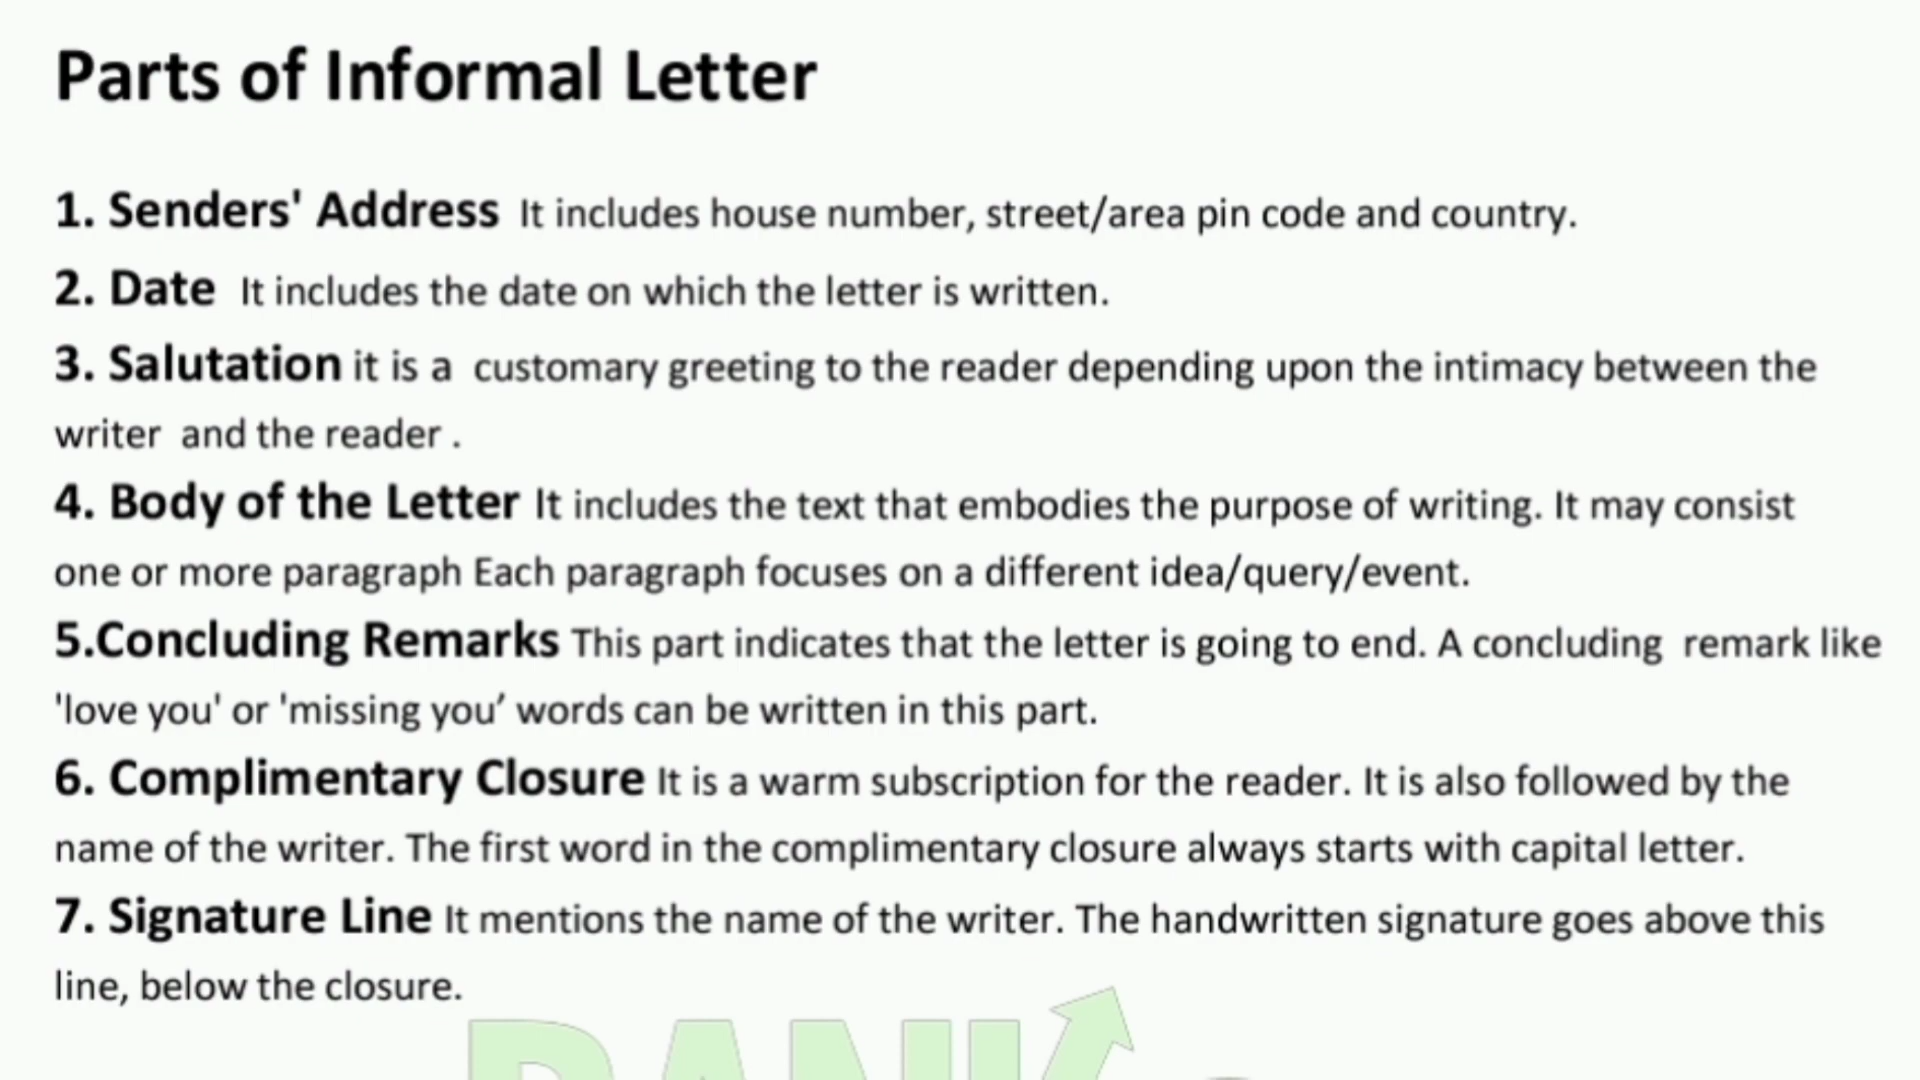 Parts of Informal Letter
1. Senders' Address It includes house number, street/area pin code and country.
2. Date It includes the date on which the letter is written.
3. Salutation it is a customary greeting to the reader depending upon the intimacy between the
writer and the reader .
4. Body of the Letter It includes the text that embodies the purpose of writing. It may consist
one or more paragraph Each paragraph focuses on a different idea/query/event.
5.Concluding Remarks This part indicates that the letter is going to end. A concluding remark like
'love you' or 'missing you’ words can be written in this part.
6. Complimentary Closure It is a warm subscription for the reader. It is also followed by the
name of the writer. The first word in the complimentary closure always starts with capital letter.
7. Signature Line It mentions the name of the writer. The handwritten signature goes above this
line, below the closure.